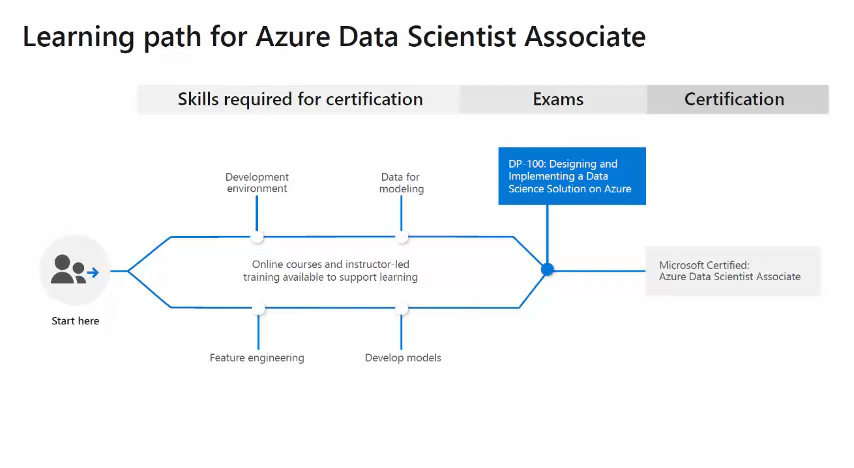 Learning path for Azure Data Scientist Associate
Skills required for certification
Exams
Certification
Development
environment
Data for
modeling
DP-100: Designing and
Implementing a Data
Science Solution on Azure
Online courses and instructor-led
training available to support learning
Microsoft Certified:
Azure Data Scientist Associate
Start here
Feature engineering
Develop models